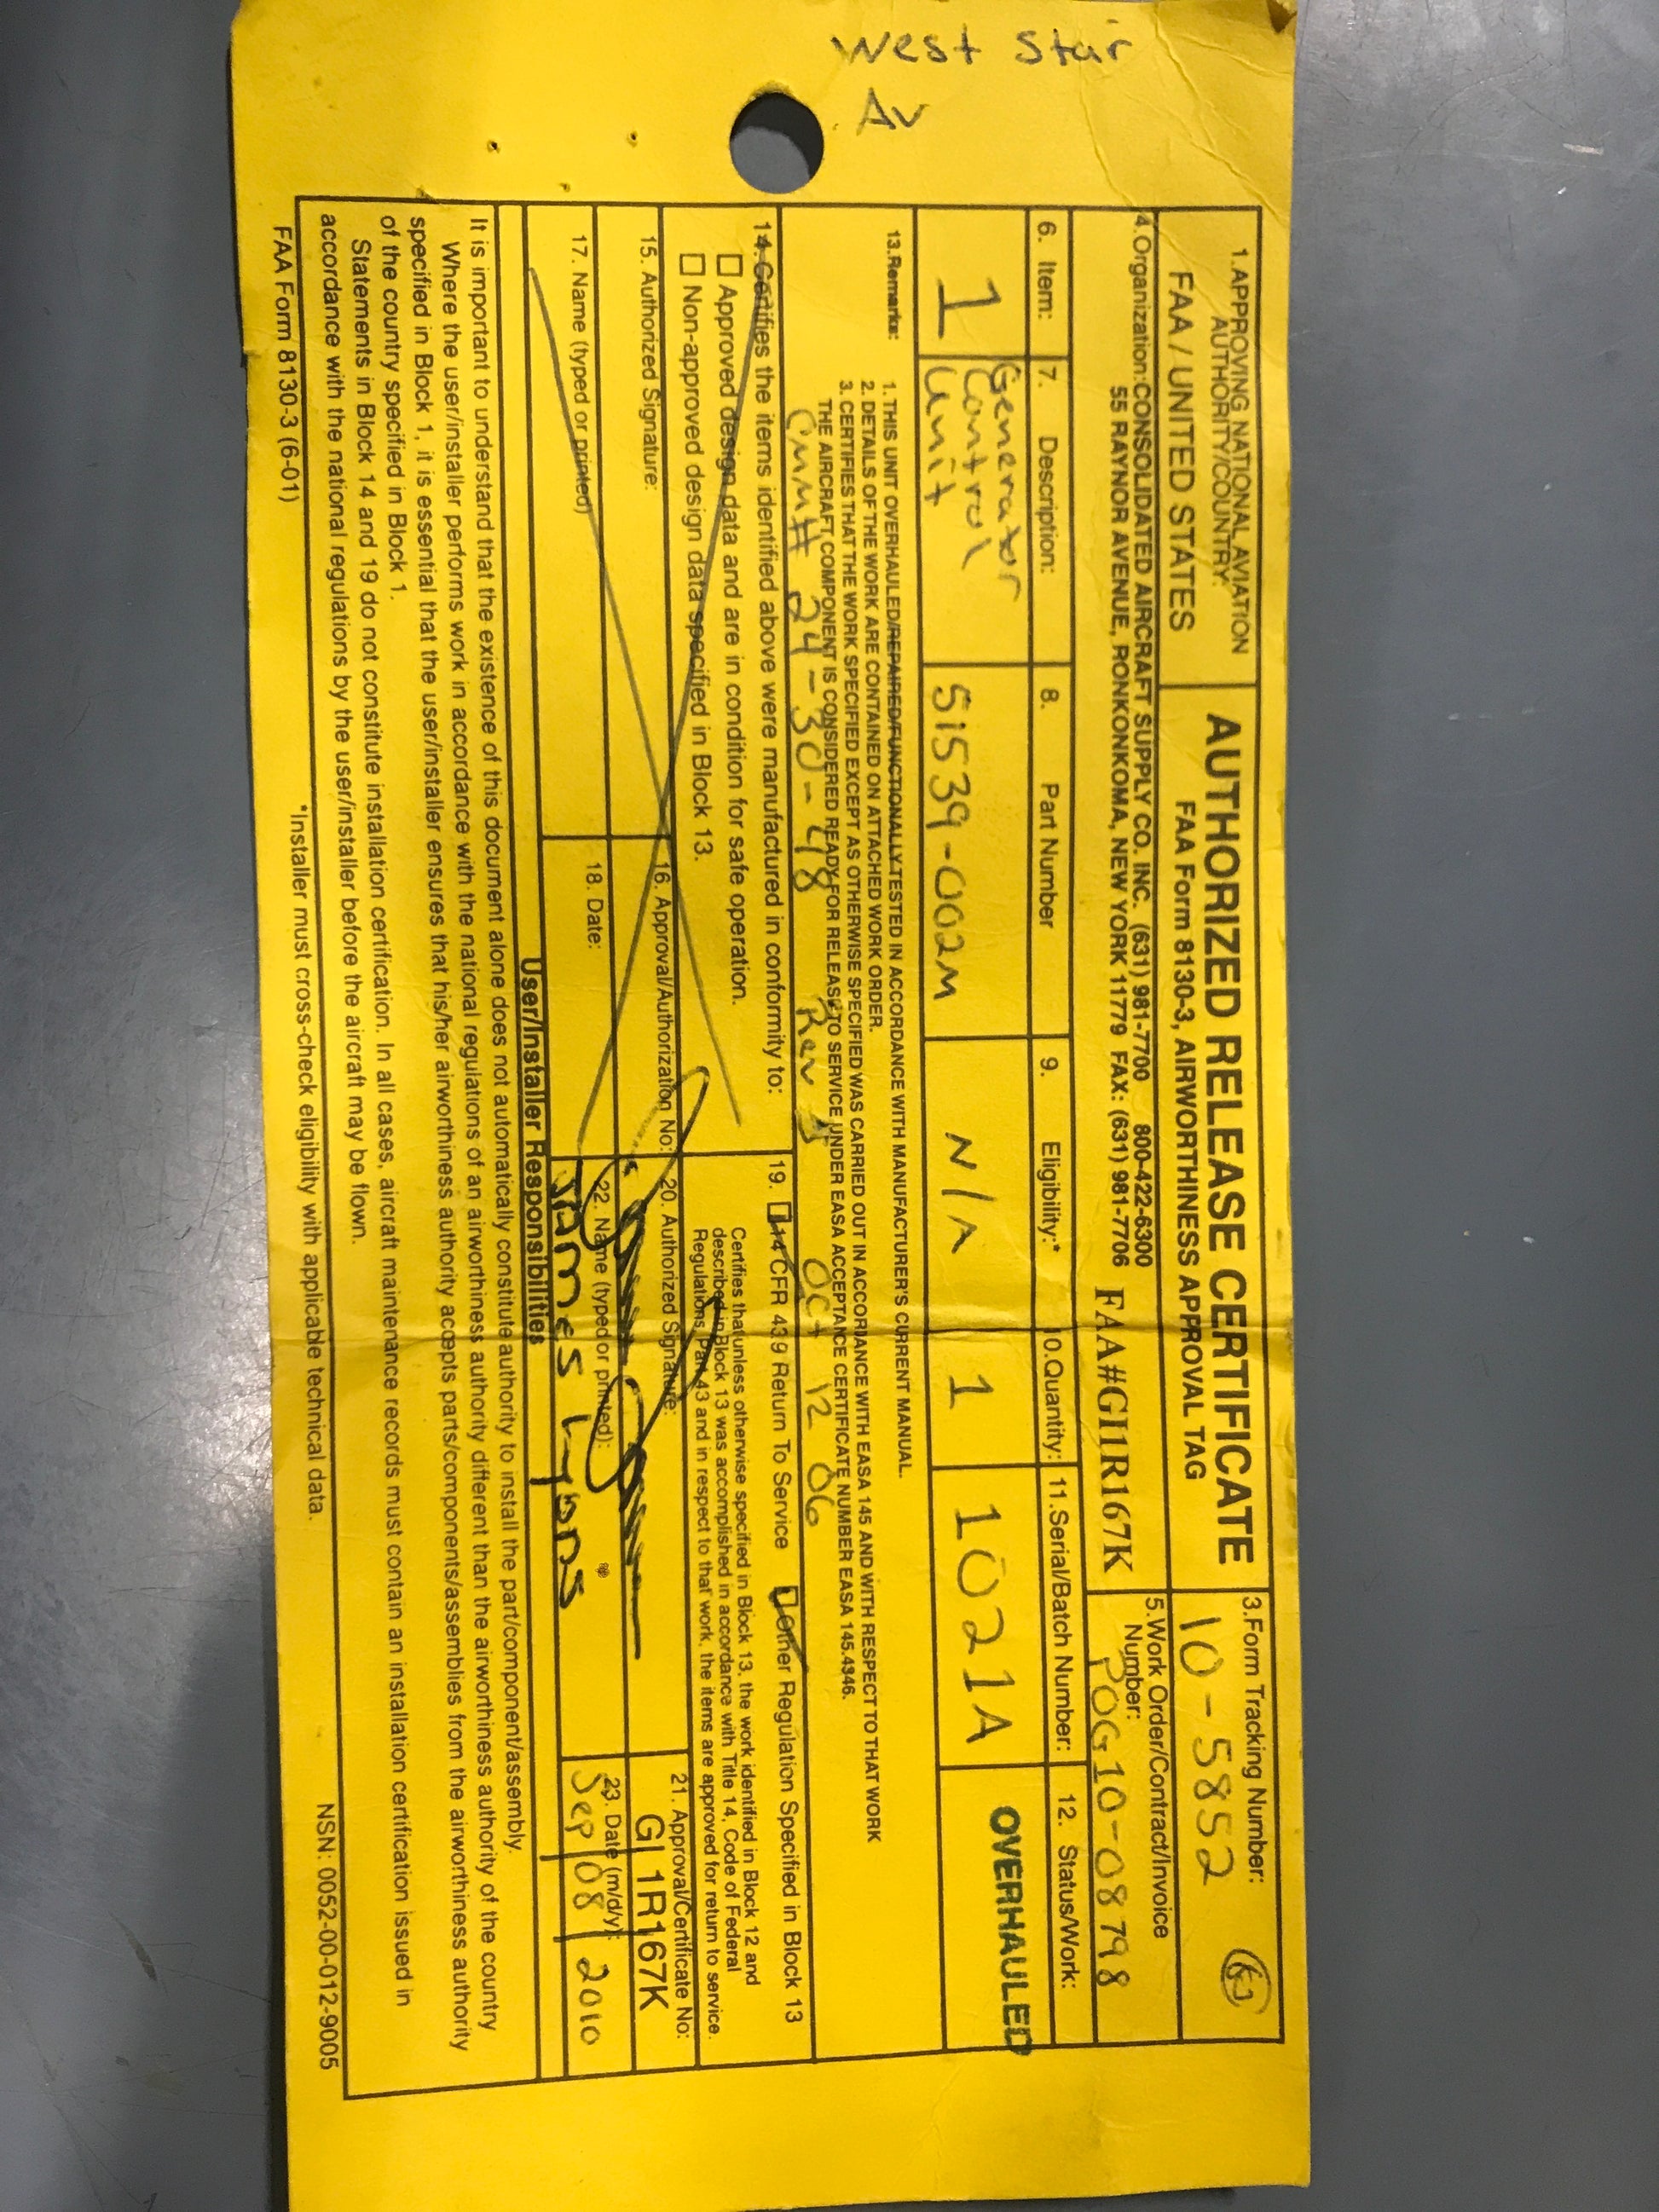 West Star
AV
1. APPROVING NATIONAL AVIATION
AUTHORITY/COUNTRY:
FAA / UNITED STATES
AUTHORIZED RELEASE CERTIFICATE
FAA Form 8130-3, AIRWORTHINESS APPROVAL TAG
3.Form Tracking Number:
10-5852
4.Organization:CONSOLIDATED AIRCRAFT SUPPLY CO. INC. (631) 981-7700 800-422-6300
55 RAYNOR AVENUE, RONKONKOMA, NEW YORK 11779 FAX: (631) 981-7706
FAA#GI1R167K
5.Work Order/Contract/Invoice
Number:
POG10-08798
6. Item:
7. Description:
8. Part Number
9. Eligibility:*
10.Quantity:
11.Serial/Batch Number:
12. Status/Work:
1
Generator
Control
Unit
51539-002M
N/A
1
1021A
OVERHAULED
13.Remarks:
1. THIS UNIT OVERHAULED/REPAIRED/FUNCTIONALLY TESTED IN ACCORDANCE WITH MANUFACTURER'S CURRENT MANUAL.
2. DETAILS OF THE WORK ARE CONTAINED ON ATTACHED WORK ORDER.
3. CERTIFIES THAT THE WORK SPECIFIED EXCEPT AS OTHERWISE SPECIFIED WAS CARRIED OUT IN ACCORDANCE WITH EASA 145 AND WITH RESPECT TO THAT WORK
THE AIRCRAFT COMPONENT IS CONSIDERED READY FOR RELEASE TO SERVICE UNDER EASA ACCEPTANCE CERTIFICATE NUMBER EASA 145.4346.
CMM# 24-30-48 Rev Oct 12 06
14. Certifies the items identified above were manufactured in conformity to:
Approved design data and are in condition for safe operation.
Non-approved design data specified in Block 13.
19. 14 CFR 43.9 Return To Service Other Regulation Specified in Block 13
Certifies that unless otherwise specified in Block 13, the work identified in Block 12 and
described in Block 13 was accomplished in accordance with Title 14, Code of Federal
Regulations, Part 43 and in respect to that work, the items are approved for return to service.
15. Authorized Signature:
16. Approval/Authorization No:
20. Authorized Signature:
21. Approval/Certificate No:
GI 1R167K
17. Name (typed or printed)
18. Date:
22. Name (typed or printed):
James Lyons
23. Date (m/d/y):
Sep/08/2010
User/Installer Responsibilities
It is important to understand that the existence of this document alone does not automatically constitute authority to install the part/component/assembly.
Where the user/installer performs work in accordance with the national regulations of an airworthiness authority different than the airworthiness authority of the country
specified in Block 1, it is essential that the user/installer ensures that his/her airworthiness authority accepts parts/components/assemblies from the airworthiness authority
of the country specified in Block 1.
Statements in Block 14 and 19 do not constitute installation certification. In all cases, aircraft maintenance records must contain an installation certification issued in
accordance with the national regulations by the user/installer before the aircraft may be flown.
FAA Form 8130-3 (6-01)
*Installer must cross-check eligibility with applicable technical data.
NSN: 0052-00-012-9005